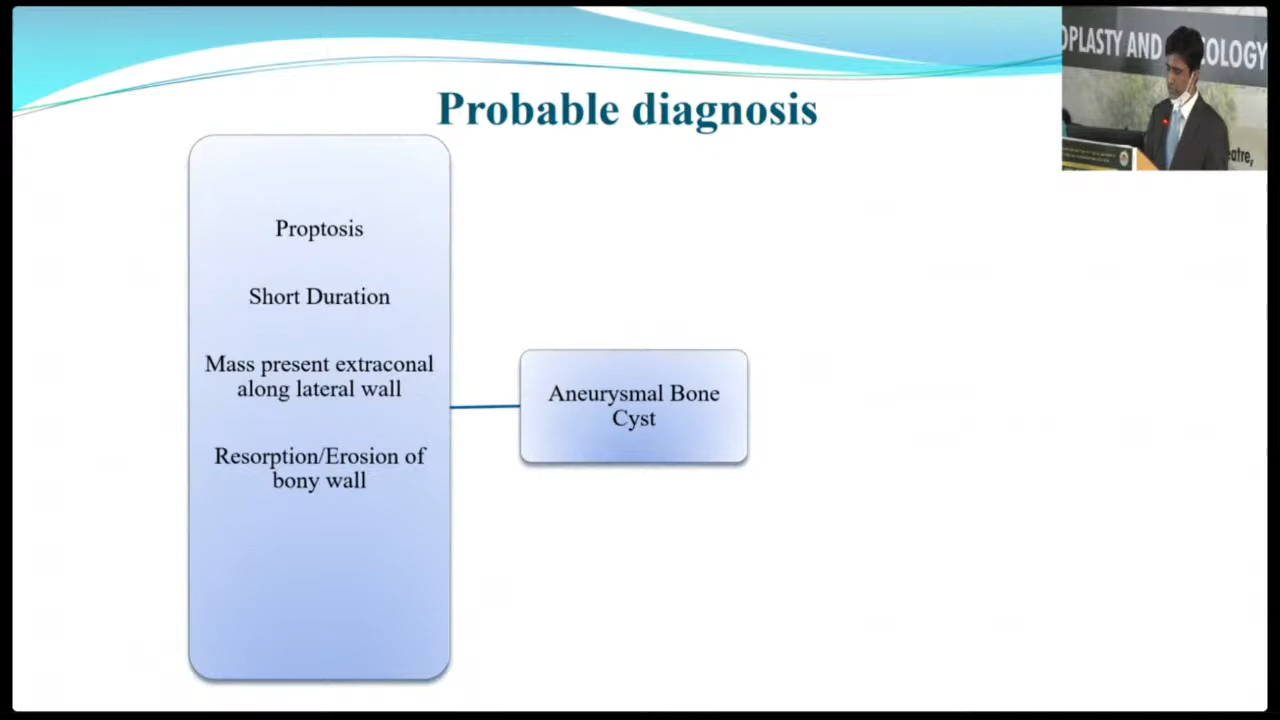 Probable diagnosis
OPLASTY AND
OLOGY
atre,
Proptosis
Short Duration
Mass present extraconal
along lateral wall
Resorption/Erosion of
bony wall
Aneurysmal Bone
Cyst